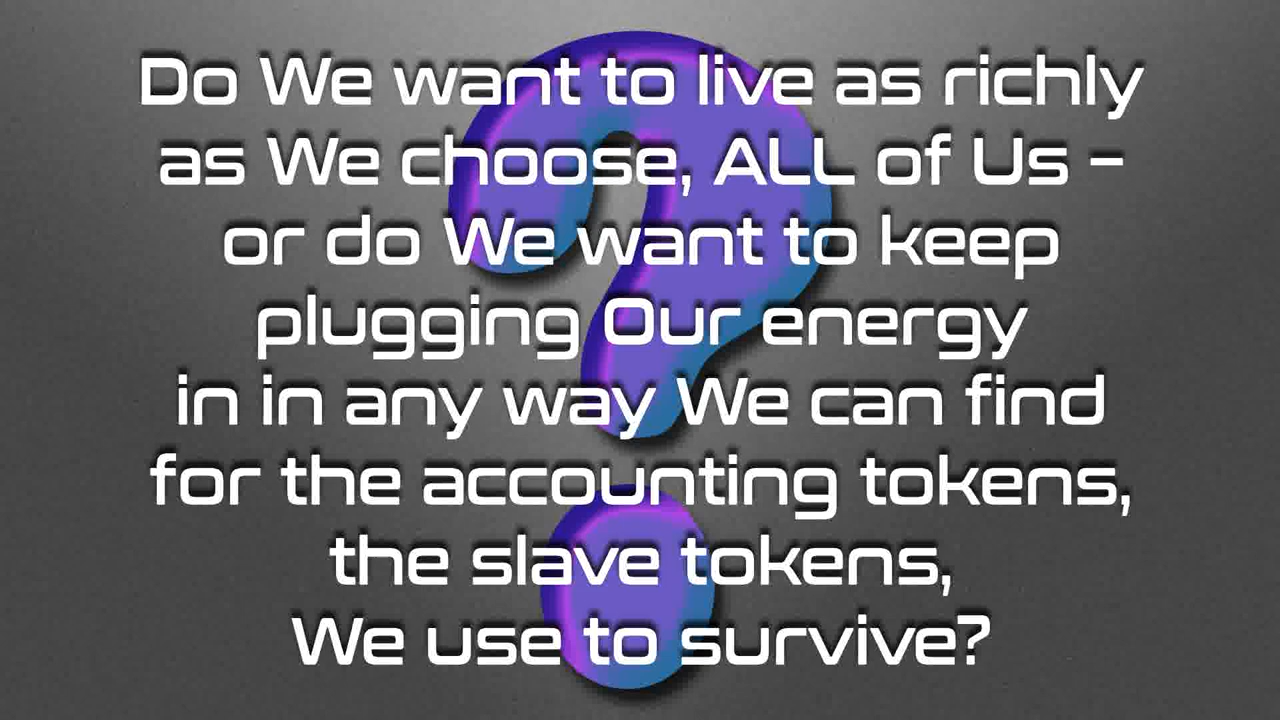 Do We want to live as richly
as We choose, ALL of Us –
or do We want to keep
plugging Our energy
in in any way We can find
for the accounting tokens,
the slave tokens,
We use to survive?